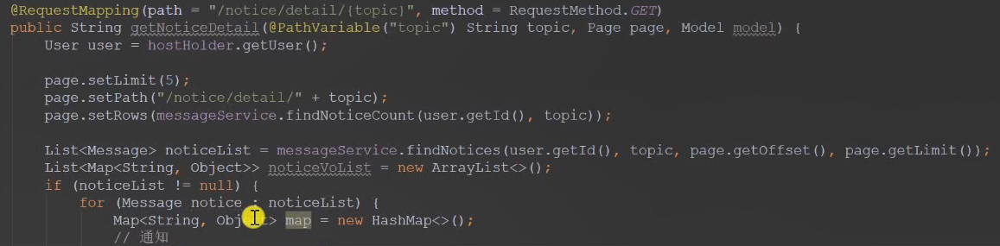 @RequestMapping(path = "/notice/detail/{topic}", method = RequestMethod.GET)
public String getNoticeDetail(@PathVariable("topic") String topic, Page page, Model model) {
User user = hostHolder.getUser();
page.setLimit(5);
page.setPath("/notice/detail/" + topic);
page.setRows(messageService.findNoticeCount(user.getId(), topic));
List<Message> noticeList = messageService.findNotices(user.getId(), topic, page.getOffset(), page.getLimit());
List<Map<String, Object>> noticeVoList = new ArrayList<>();
if (noticeList != null) {
for (Message notice : noticeList) {
Map<String, Object> map = new HashMap<>();
// 通知